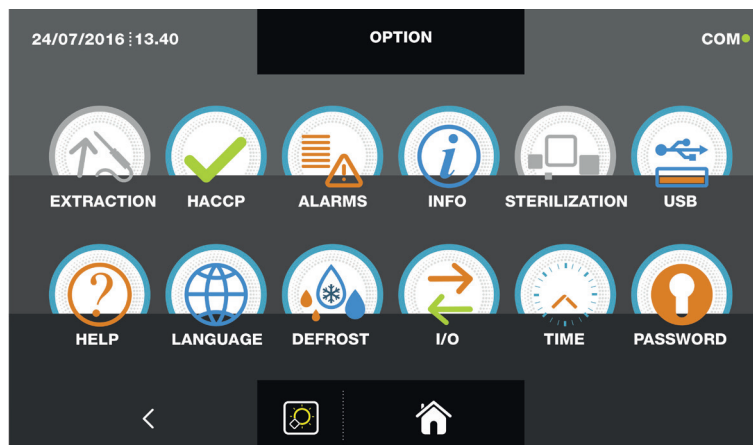 24/07/2016 13.40 OPTION COM
EXTRACTION HACCP ALARMS INFO STERILIZATION USB
HELP LANGUAGE DEFROST I/O TIME PASSWORD